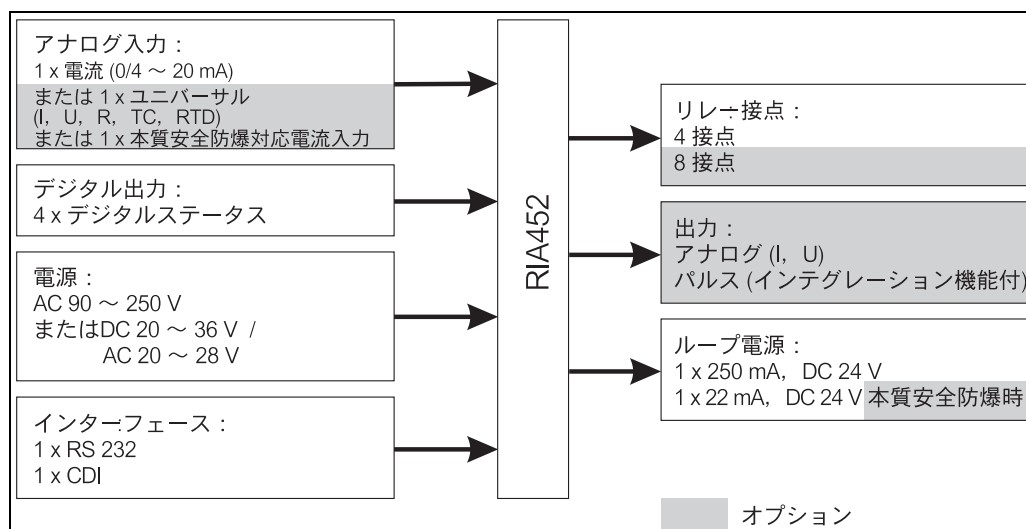 アナログ入力：
1 x 電流 (0/4 ～ 20 mA)
または 1 x ユニバーサル
(I, U, R, TC, RTD)
または 1 x 本質安全防爆対応電流入力
デジタル出力：
4 x デジタルステータス
電源：
AC 90 ～ 250 V
またはDC 20 ～ 36 V /
AC 20 ～ 28 V
インターフェース：
1 x RS 232
1 x CDI
RIA452
リレー接点：
4 接点
8 接点
出力：
アナログ (I, U)
パルス (インテグレーション機能付)
ループ電源：
1 x 250 mA, DC 24 V
1 x 22 mA, DC 24 V 本質安全防爆時
オプション